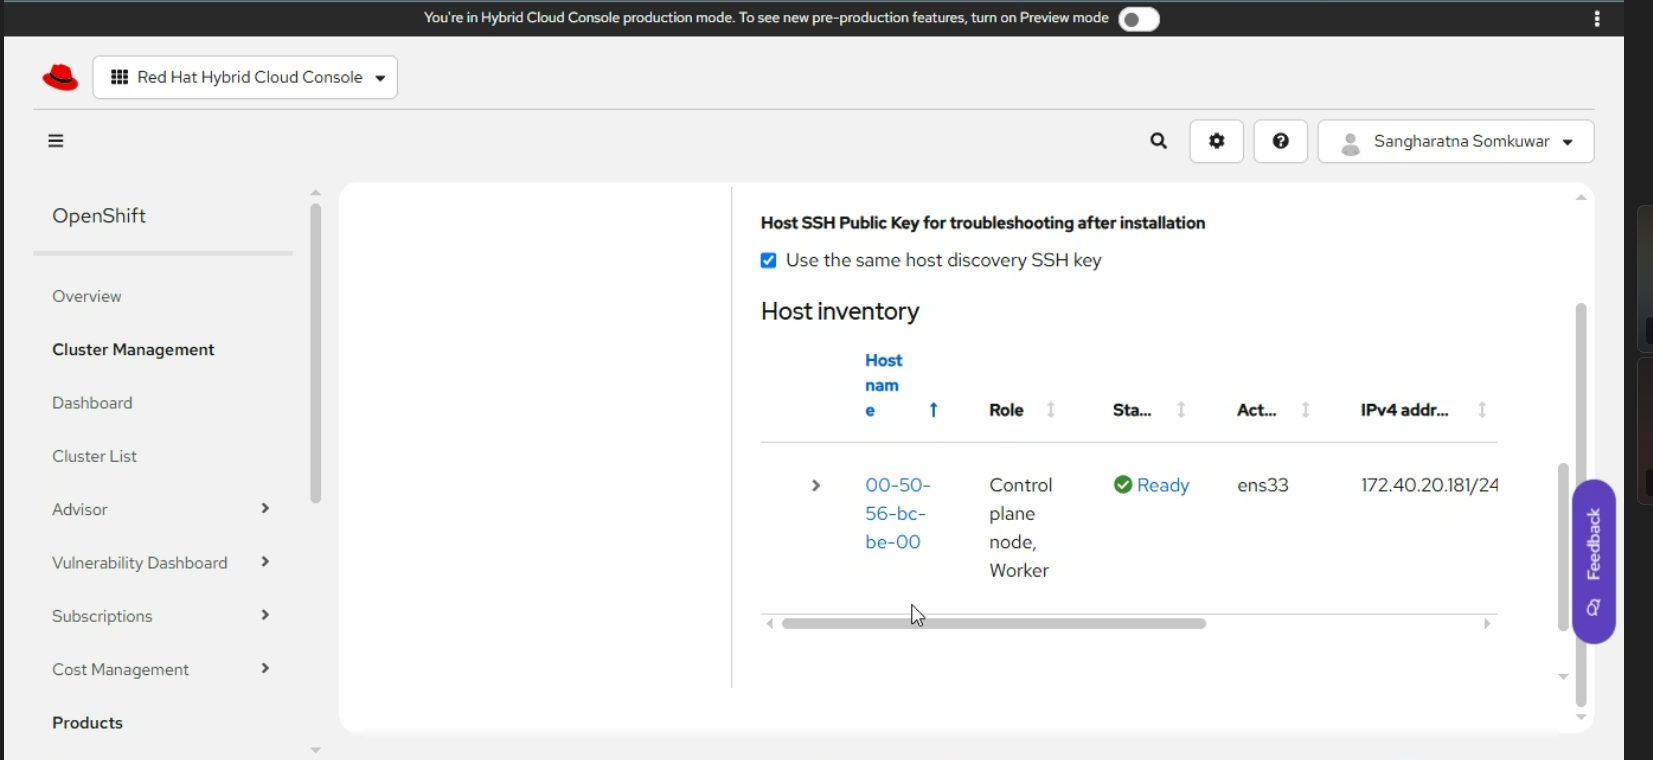 You're in Hybrid Cloud Console production mode. To see new pre-production features, turn on Preview mode
Red Hat Hybrid Cloud Console
Sangharatna Somkuwar
OpenShift
Overview
Cluster Management
Dashboard
Cluster List
Advisor
Vulnerability Dashboard
Subscriptions
Cost Management
Products
Host SSH Public Key for troubleshooting after installation
Use the same host discovery SSH key
Host inventory
Host
nam
e
Role
Sta...
Act...
IPv4 addr...
00-50-
56-bc-
be-00
Control
plane
node,
Worker
Ready
ens33
172.40.20.181/24
Feedback